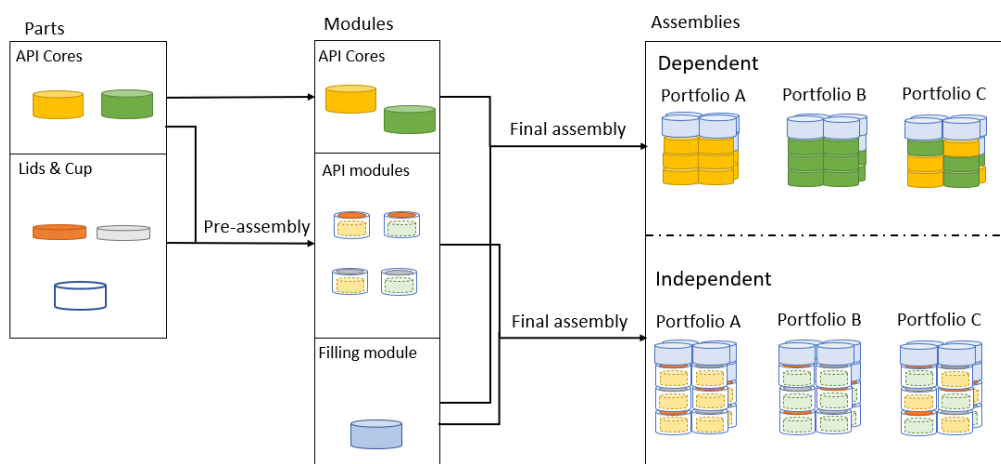 Parts
API Cores
Lids & Cup
Pre-assembly
Modules
API Cores
API modules
Filling module
Final assembly
Final assembly
Assemblies
Dependent
Portfolio A Portfolio B Portfolio C
Independent
Portfolio A Portfolio B Portfolio C